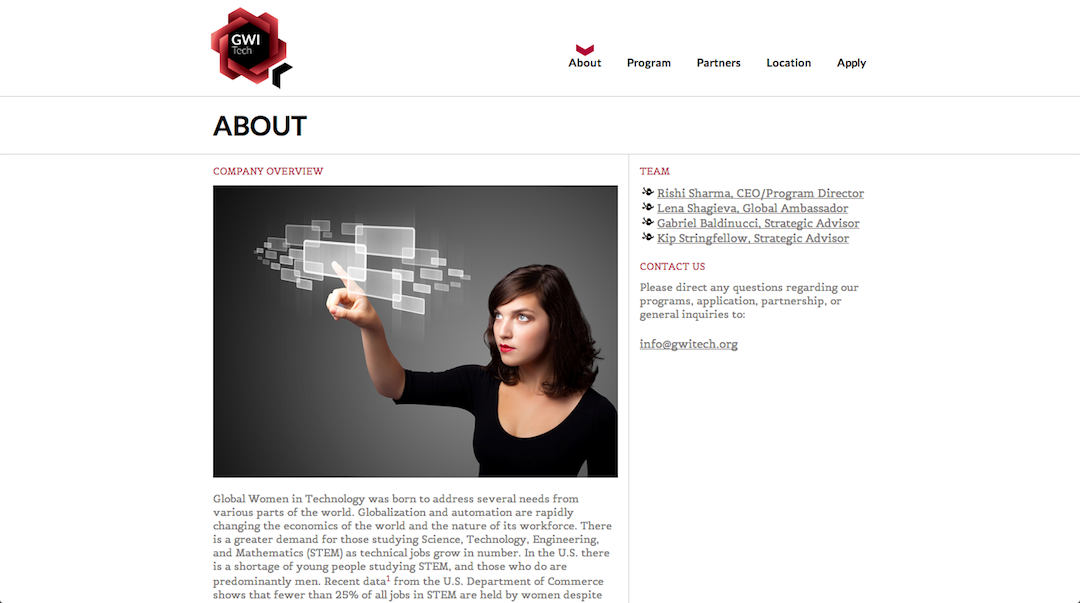 GWI
Tech
About
Program
Partners
Location
Apply
ABOUT
COMPANY OVERVIEW
Global Women in Technology was born to address several needs from
various parts of the world. Globalization and automation are rapidly
changing the economics of the world and the nature of its workforce. There
is a greater demand for those studying Science, Technology, Engineering,
and Mathematics (STEM) as technical jobs grow in number. In the U.S. there
is a shortage of young people studying STEM, and those who do are
predominantly men. Recent data1 from the U.S. Department of Commerce
shows that fewer than 25% of all jobs in STEM are held by women despite
TEAM
Rishi Sharma, CEO/Program Director
Lena Shagieva, Global Ambassador
Gabriel Baldinucci, Strategic Advisor
Kip Stringfellow, Strategic Advisor
CONTACT US
Please direct any questions regarding our
programs, application, partnership, or
general inquiries to:
info@gwitech.org